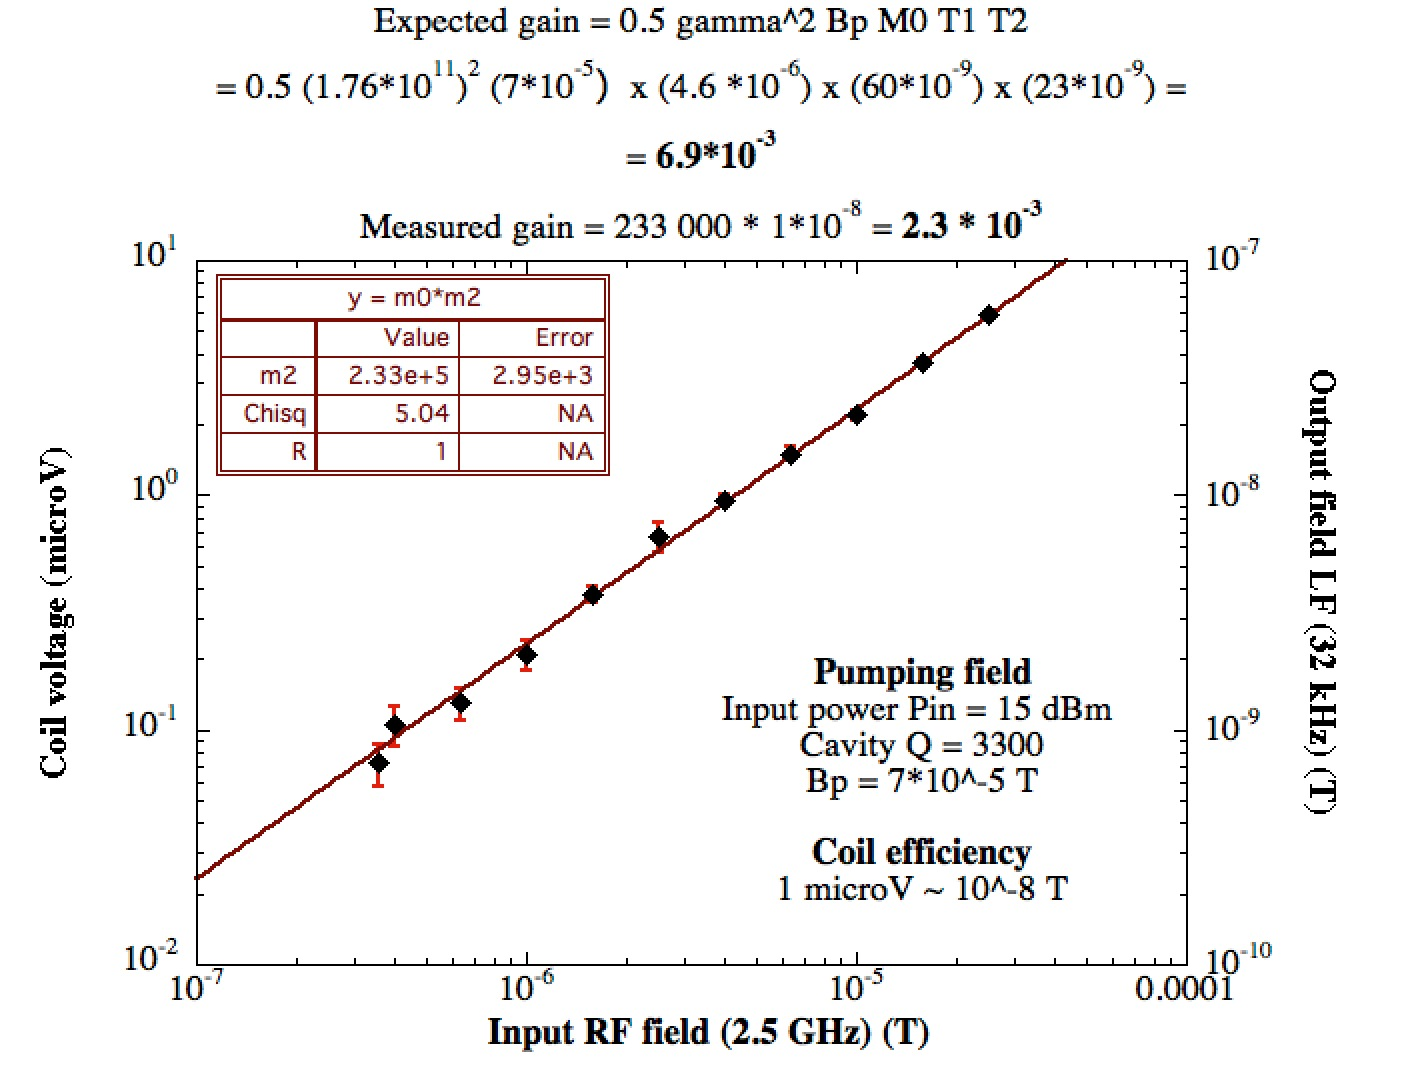 Expected gain = 0.5 gamma^2 Bp M0 T1 T2
= 0.5 (1.76*10^11)^2 (7*10^-5) x (4.6 *10^-6) x (60*10^-9) x (23*10^-9) =
= 6.9*10^-3
Measured gain = 233 000 * 1*10^-8 = 2.3 * 10^-3
10^1
10^0
10^-1
10^-2
Coil voltage (microV)
y = m0*m2
Value Error
m2 2.33e+5 2.95e+3
Chisq 5.04 NA
R 1 NA
Pumping field
Input power Pin = 15 dBm
Cavity Q = 3300
Bp = 7*10^-5 T
Coil efficiency
1 microV ~ 10^-8 T
10^-7
10^-8
10^-9
10^-10
Output field LF (32 kHz) (T)
10^-7 10^-6 10^-5 0.0001
Input RF field (2.5 GHz) (T)